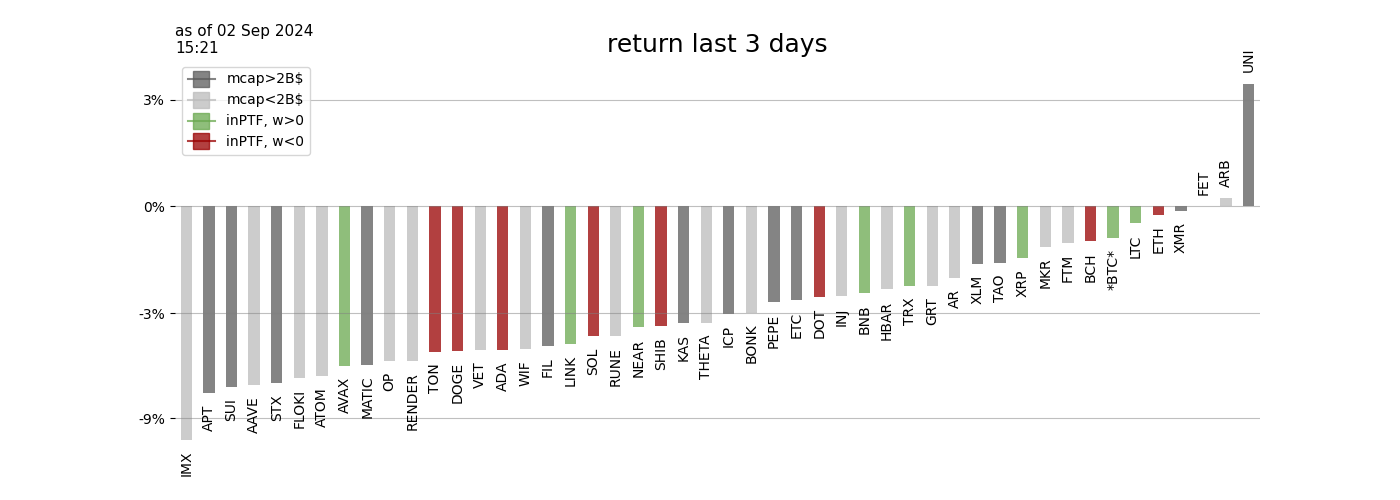 as of 02 Sep 2024
15:21
return last 3 days
mcap>2B$
mcap<2B$
inPTF, w>0
inPTF, w<0
3%
0%
-3%
-9%
IMX
APT
SUI
AAVE
STX
FLOKI
ATOM
AVAX
MATIC
OP
RENDER
TON
DOGE
VET
ADA
WIF
FIL
LINK
SOL
RUNE
NEAR
SHIB
KAS
THETA
ICP
BONK
PEPE
ETC
DOT
INJ
BNB
HBAR
TRX
GRT
AR
XLM
TAO
XRP
MKR
FTM
BCH
*BTC*
LTC
ETH
XMR
FET
ARB
UNI